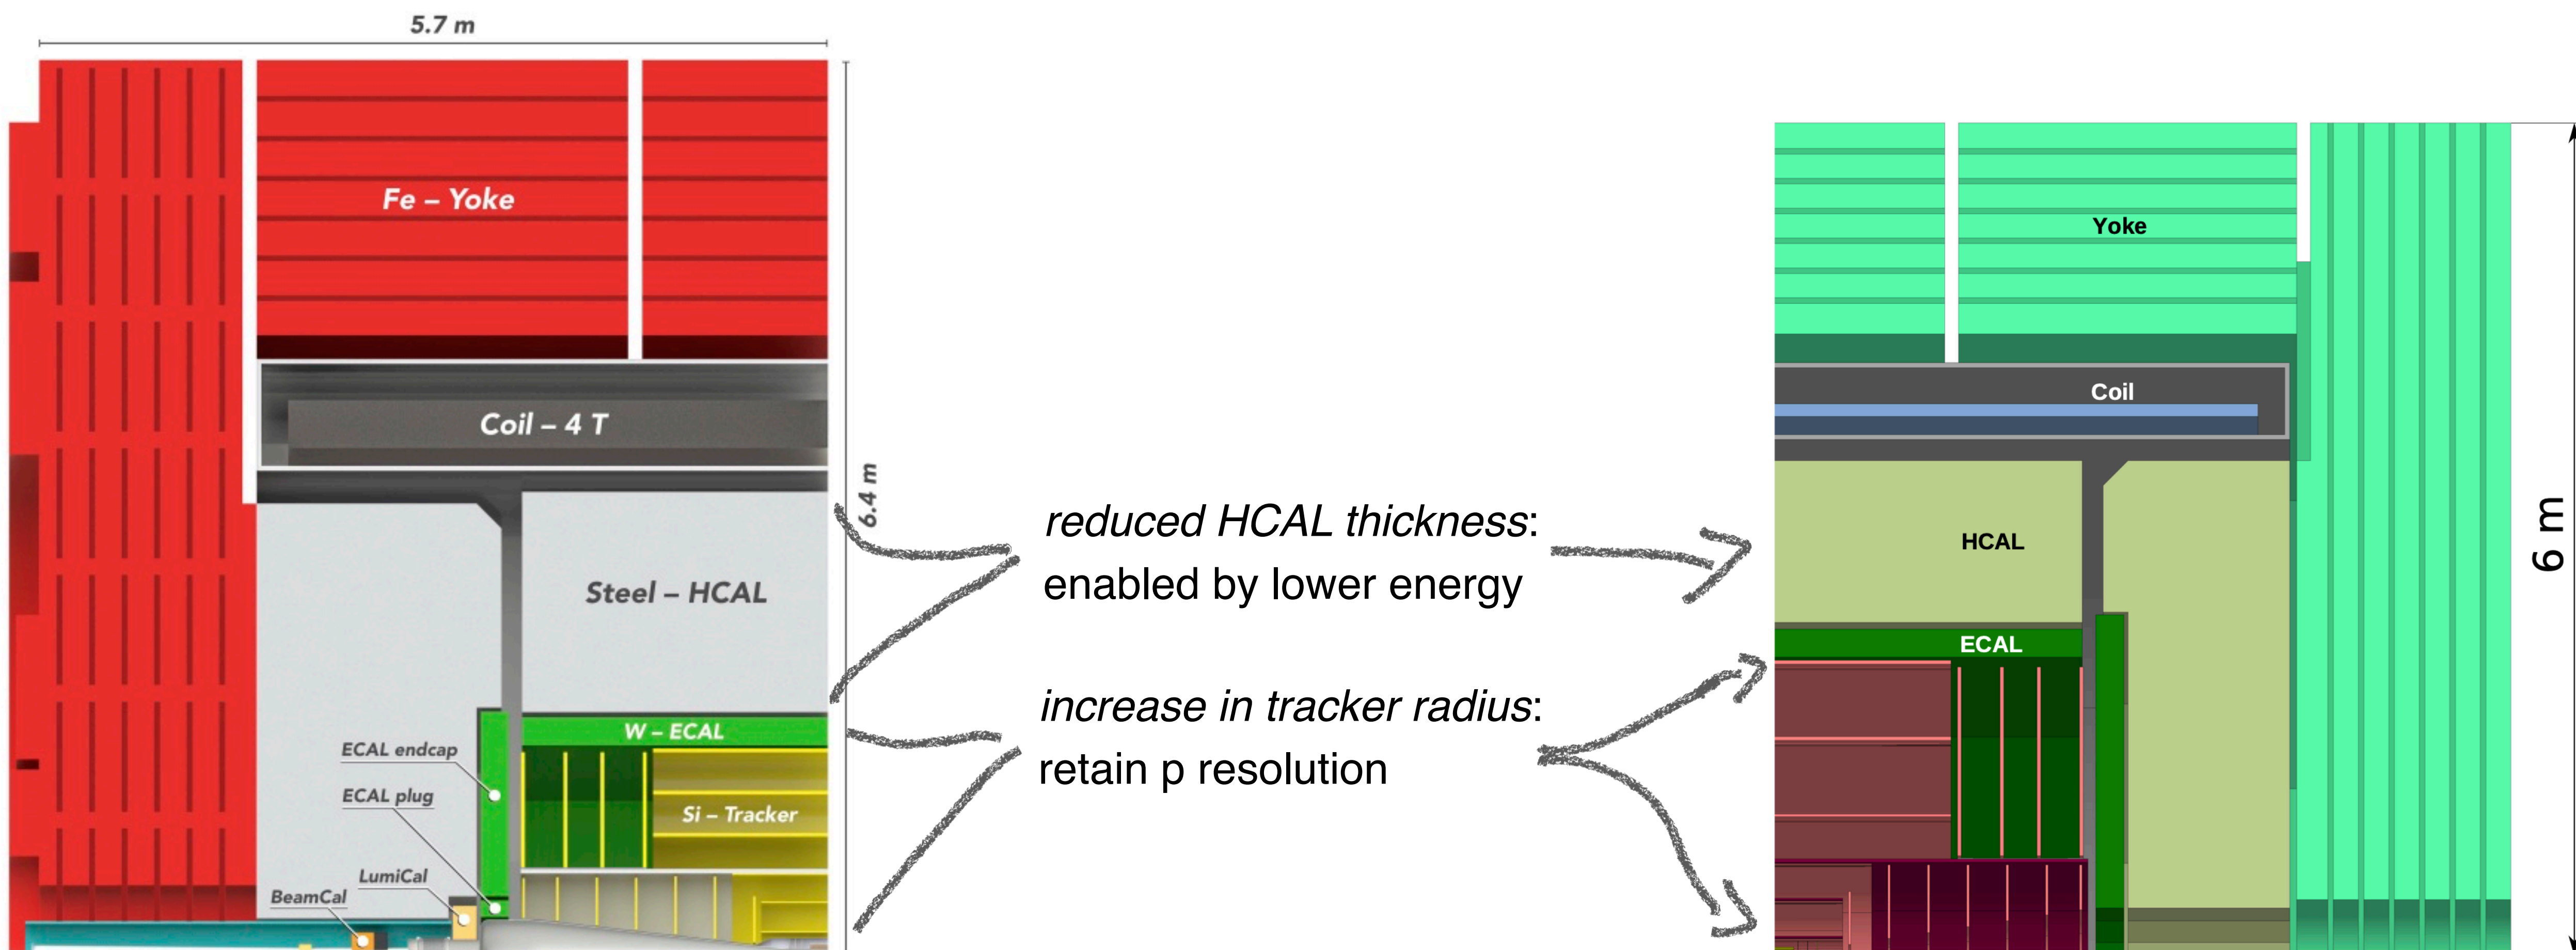 5.7 m
Fe – Yoke
Coil – 4 T
6.4 m
Steel – HCAL
W – ECAL
ECAL endcap
ECAL plug
Si – Tracker
LumiCal
BeamCal
reduced HCAL thickness:
enabled by lower energy
increase in tracker radius:
retain p resolution
Yoke
Coil
HCAL
ECAL
6 m